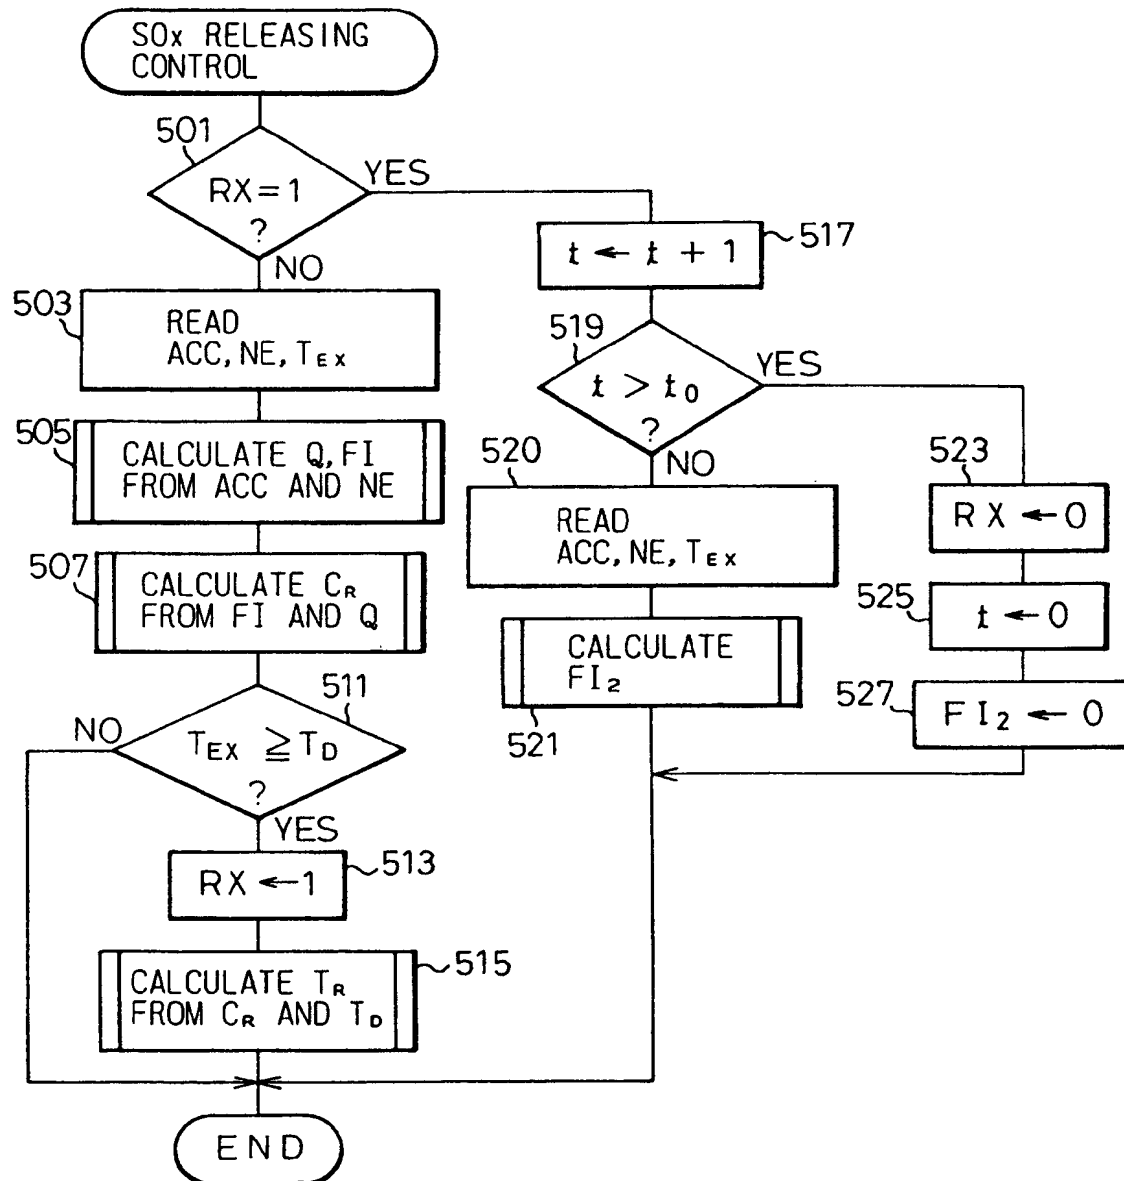 SOx RELEASING
CONTROL
501
RX=1
?
YES
NO
503
READ
ACC, NE, TEX
505
CALCULATE Q, FI
FROM ACC AND NE
507
CALCULATE CR
FROM FI AND Q
511
NO
TEX ≧ TD
?
YES
RX ← 1
513
CALCULATE TR
FROM CR AND TD
515
END
t ← t + 1
517
519
t > t0
?
YES
NO
520
READ
ACC, NE, TEX
CALCULATE
FI2
521
523
RX ← 0
525
t ← 0
527
FI2 ← 0